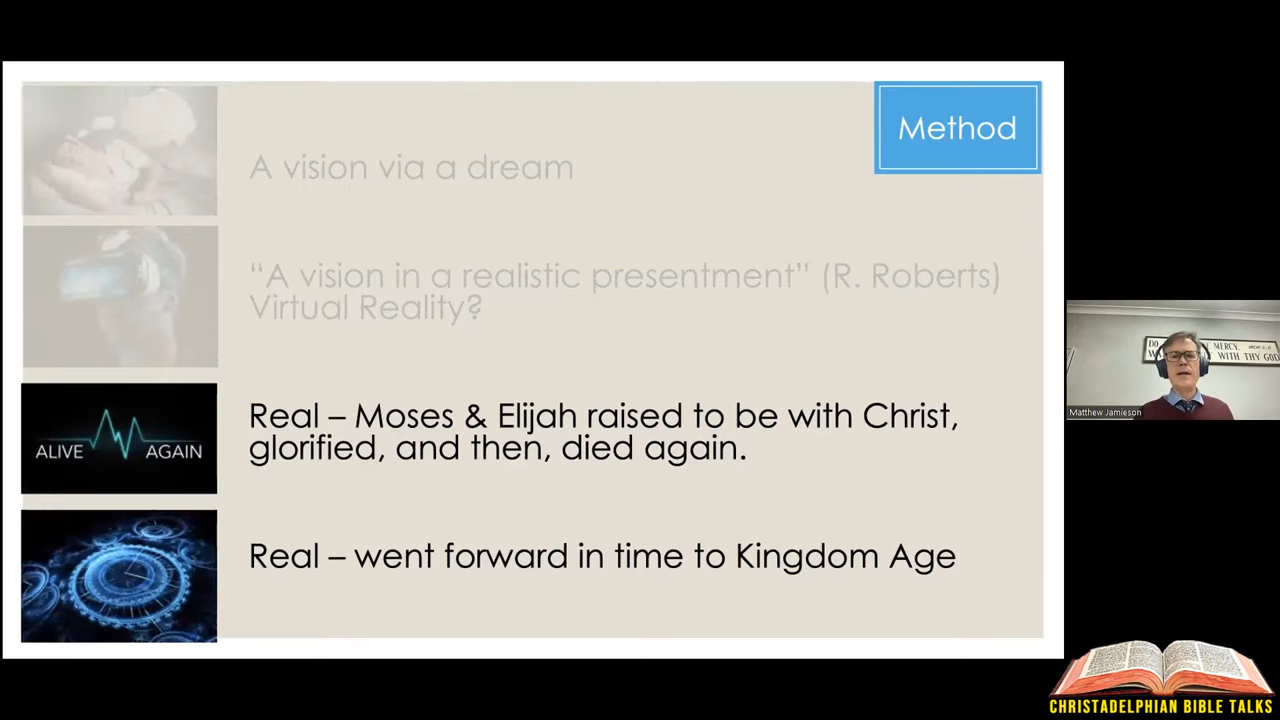 Method
A vision via a dream
“A vision in a realistic presentment” (R. Roberts)
Virtual Reality?
ALIVE AGAIN
Real – Moses & Elijah raised to be with Christ,
glorified, and then, died again.
Real – went forward in time to Kingdom Age
MERCY.
WITH THY GOD
Matthew Jamieson
CHRISTADELPHIAN BIBLE TALKS